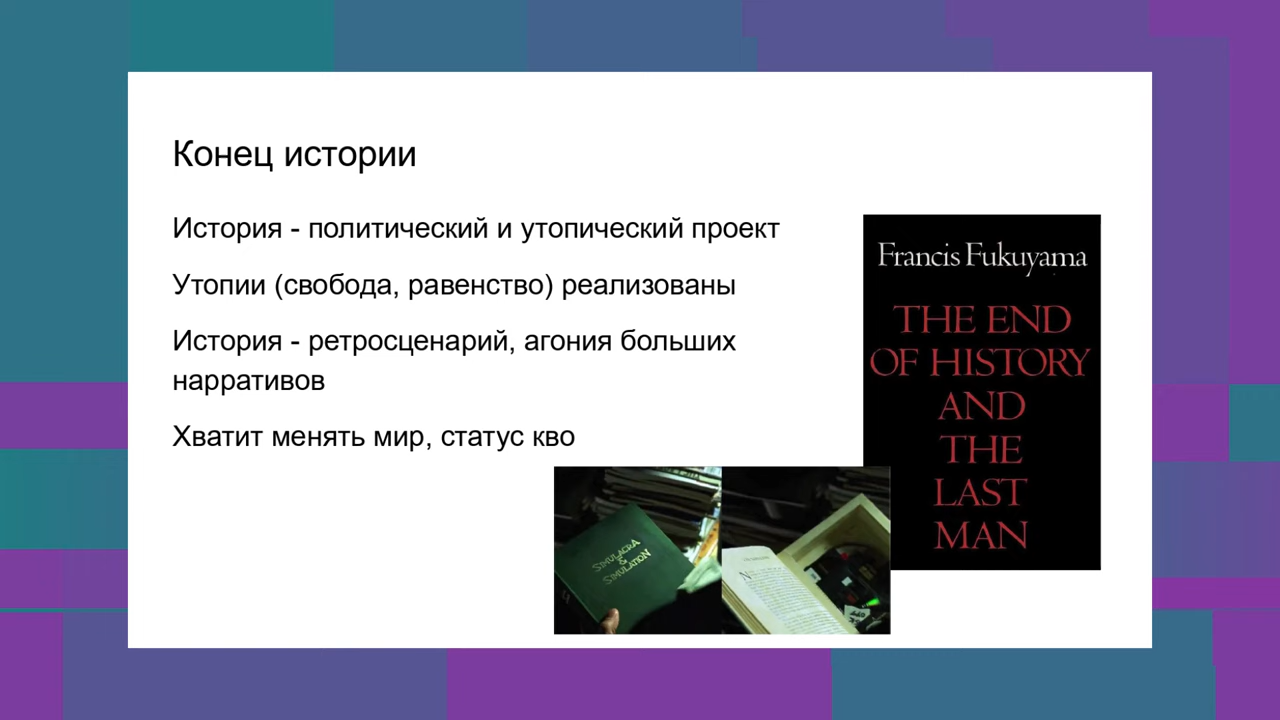 Конец истории
История - политический и утопический проект
Утопии (свобода, равенство) реализованы
История - ретросценарий, агония больших
нарративов
Хватит менять мир, статус кво
Francis Fukuyama
THE END
OF HISTORY
AND
THE
LAST
MAN
SIMULACRA
&
SIMULATION